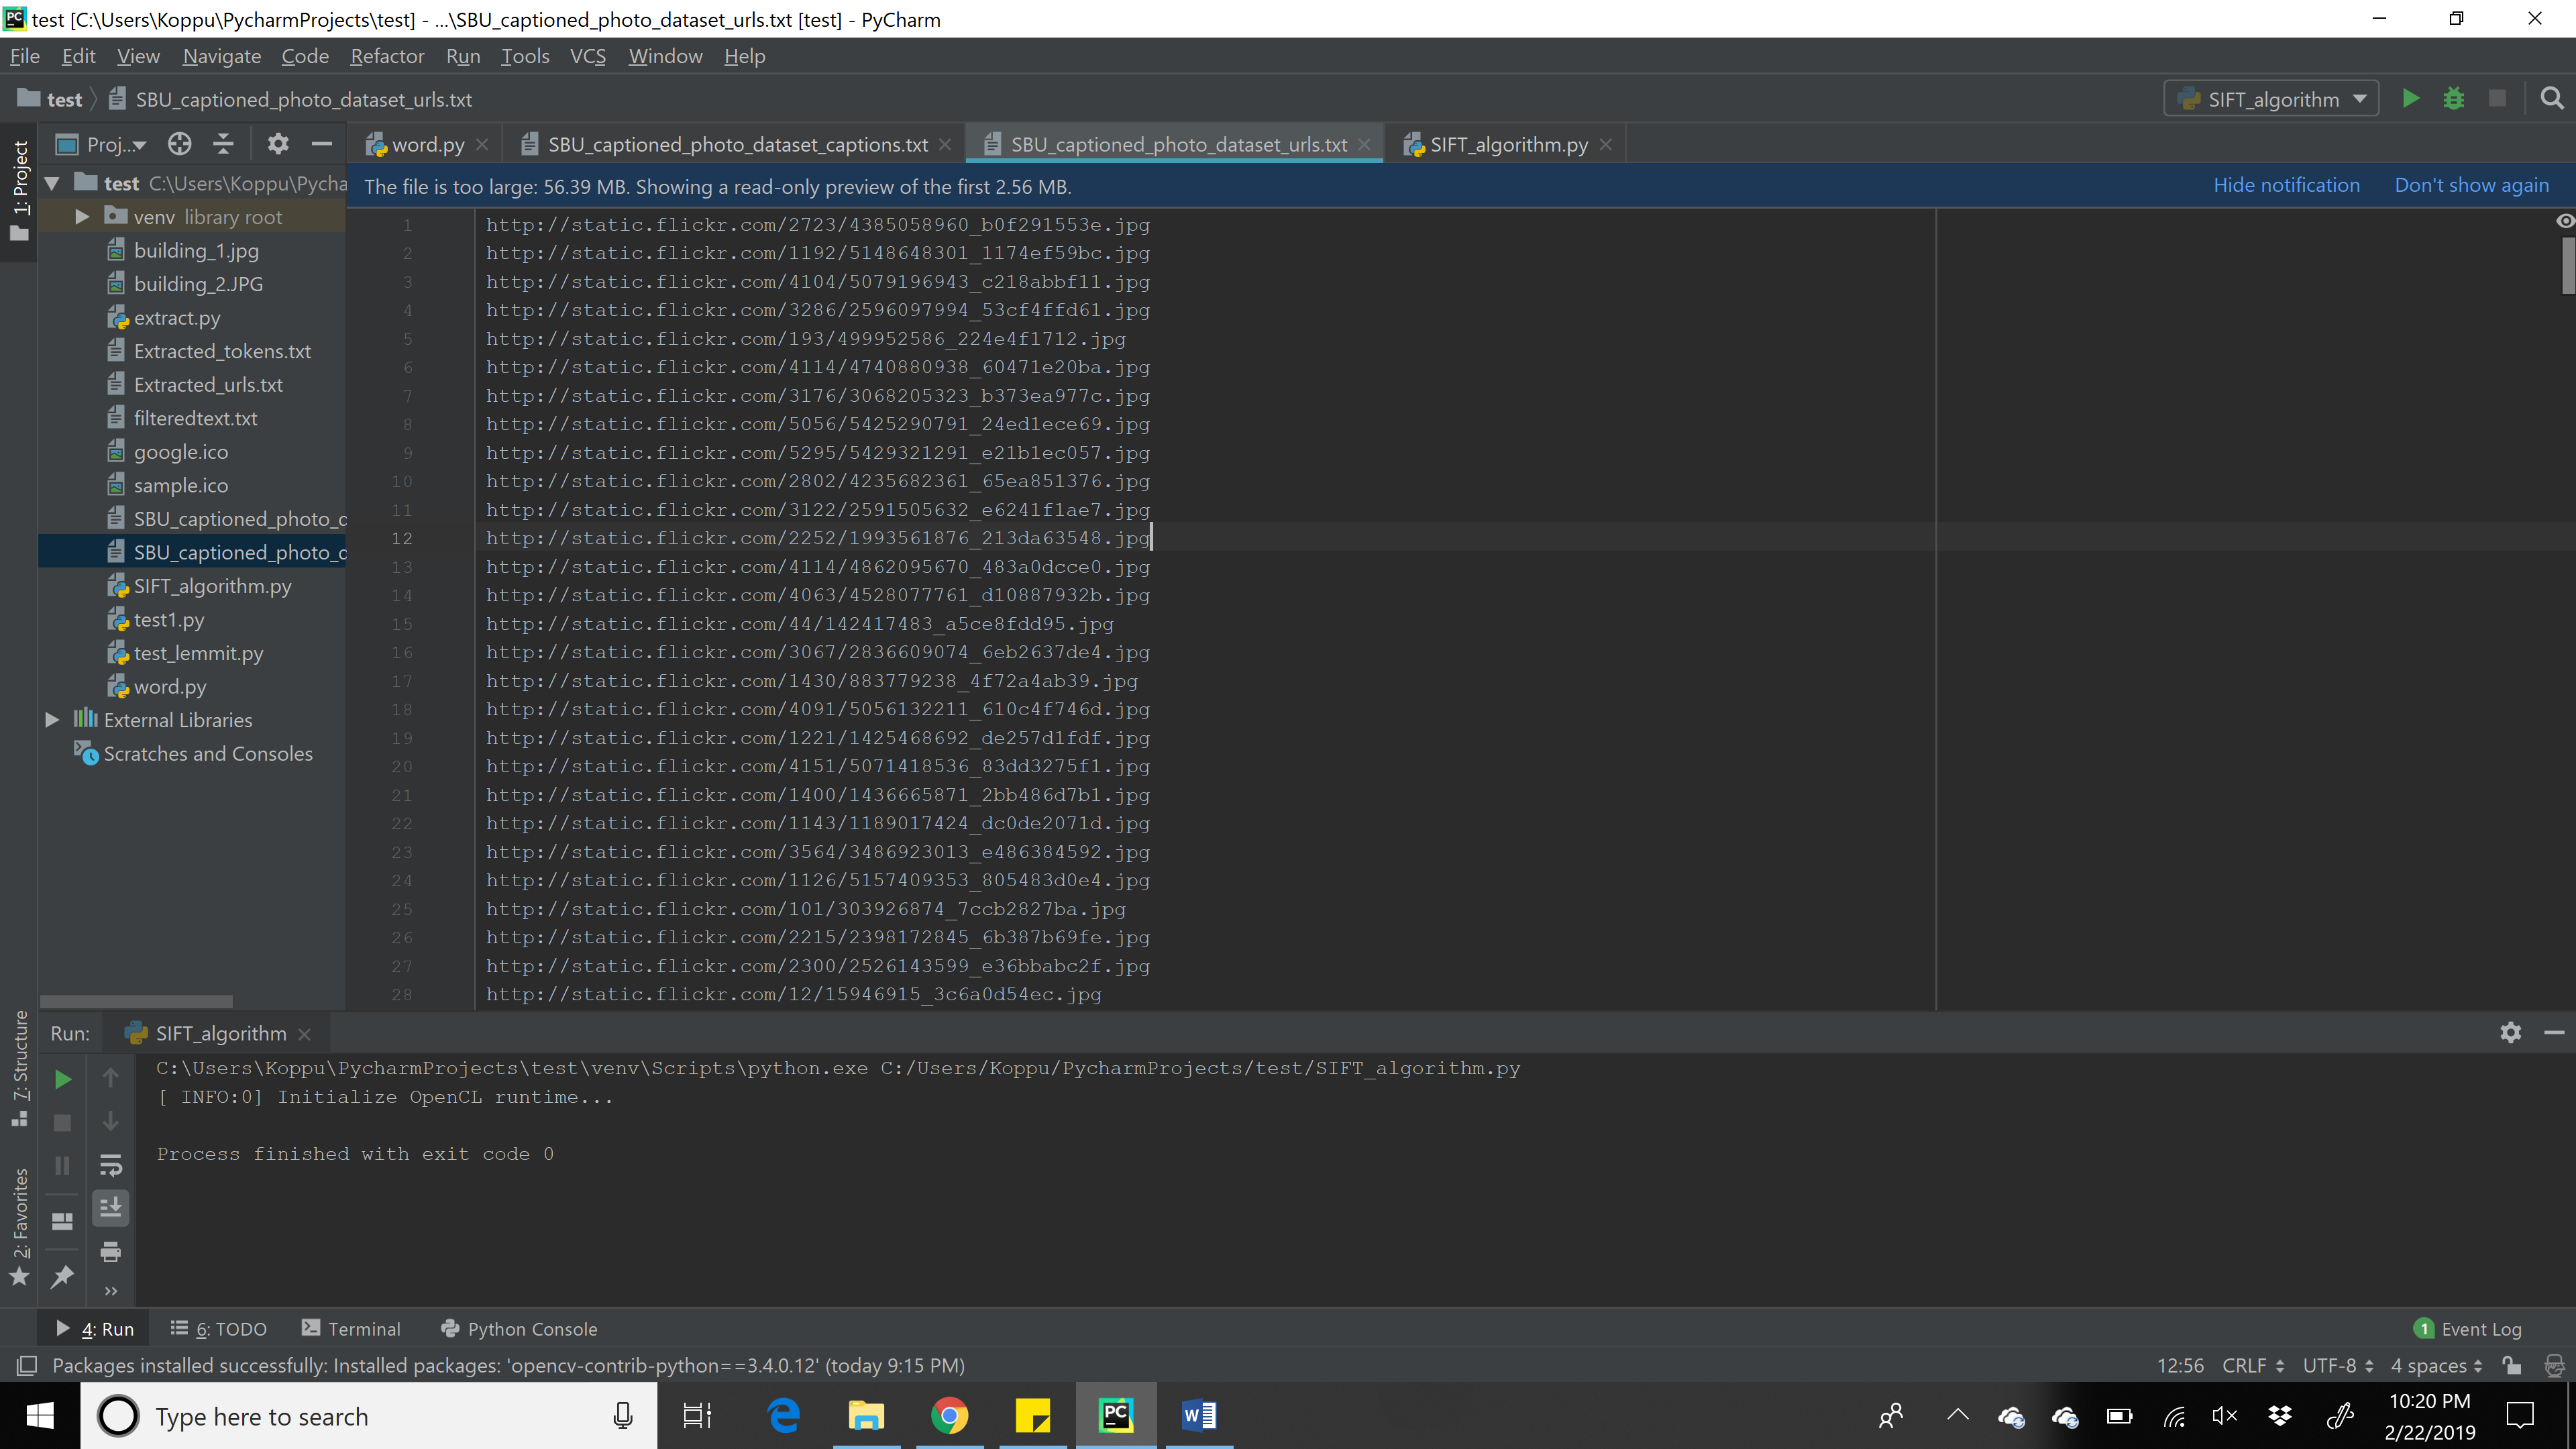 test [C:\Users\Koppu\PycharmProjects\test] - ...\SBU_captioned_photo_dataset_urls.txt [test] - PyCharm
File Edit View Navigate Code Refactor Run Tools VCS Window Help
test SBU_captioned_photo_dataset_urls.txt
SIFT_algorithm
1: Project
Proj...
word.py
SBU_captioned_photo_dataset_captions.txt
SBU_captioned_photo_dataset_urls.txt
SIFT_algorithm.py
test C:\Users\Koppu\Pycha
venv library root
building_1.jpg
building_2.JPG
extract.py
Extracted_tokens.txt
Extracted_urls.txt
filteredtext.txt
google.ico
sample.ico
SBU_captioned_photo_d
SBU_captioned_photo_d
SIFT_algorithm.py
test1.py
test_lemmit.py
word.py
External Libraries
Scratches and Consoles
The file is too large: 56.39 MB. Showing a read-only preview of the first 2.56 MB.
Hide notification Don't show again
1 http://static.flickr.com/2723/4385058960_b0f291553e.jpg
2 http://static.flickr.com/1192/5148648301_1174ef59bc.jpg
3 http://static.flickr.com/4104/5079196943_c218abbf11.jpg
4 http://static.flickr.com/3286/2596097994_53cf4ffd61.jpg
5 http://static.flickr.com/193/499952586_224e4f1712.jpg
6 http://static.flickr.com/4114/4740880938_60471e20ba.jpg
7 http://static.flickr.com/3176/3068205323_b373ea977c.jpg
8 http://static.flickr.com/5056/5425290791_24ed1ece69.jpg
9 http://static.flickr.com/5295/5429321291_e21b1ec057.jpg
10 http://static.flickr.com/2802/4235682361_65ea851376.jpg
11 http://static.flickr.com/3122/2591505632_e6241f1ae7.jpg
12 http://static.flickr.com/2252/1993561876_213da63548.jpg
13 http://static.flickr.com/4114/4862095670_483a0dcce0.jpg
14 http://static.flickr.com/4063/4528077761_d10887932b.jpg
15 http://static.flickr.com/44/142417483_a5ce8fdd95.jpg
16 http://static.flickr.com/3067/2836609074_6eb2637de4.jpg
17 http://static.flickr.com/1430/883779238_4f72a4ab39.jpg
18 http://static.flickr.com/4091/5056132211_610c4f746d.jpg
19 http://static.flickr.com/1221/1425468692_de257d1fdf.jpg
20 http://static.flickr.com/4151/5071418536_83dd3275f1.jpg
21 http://static.flickr.com/1400/1436665871_2bb486d7b1.jpg
22 http://static.flickr.com/1143/1189017424_dc0de2071d.jpg
23 http://static.flickr.com/3564/3486923013_e486384592.jpg
24 http://static.flickr.com/1126/5157409353_805483d0e4.jpg
25 http://static.flickr.com/101/303926874_7ccb2827ba.jpg
26 http://static.flickr.com/2215/2398172845_6b387b69fe.jpg
27 http://static.flickr.com/2300/2526143599_e36bbabc2f.jpg
28 http://static.flickr.com/12/15946915_3c6a0d54ec.jpg
7: Structure
2: Favorites
Run: SIFT_algorithm
C:\Users\Koppu\PycharmProjects\test\venv\Scripts\python.exe C:/Users/Koppu/PycharmProjects/test/SIFT_algorithm.py
[ INFO:0] Initialize OpenCL runtime...
Process finished with exit code 0
4: Run 6: TODO Terminal Python Console
1 Event Log
Packages installed successfully: Installed packages: 'opencv-contrib-python==3.4.0.12' (today 9:15 PM)
12:56 CRLF UTF-8 4 spaces
Type here to search
10:20 PM
2/22/2019